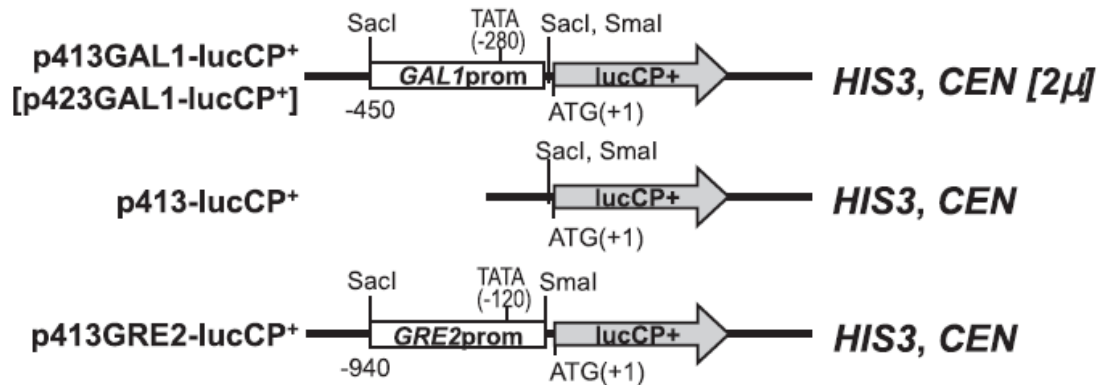 SacI TATA SacI, SmaI
(-280)
p413GAL1-lucCP+
[p423GAL1-lucCP+]
GAL1prom lucCP+ HIS3, CEN [2µ]
-450 ATG(+1)
SacI, SmaI
p413-lucCP+ lucCP+ HIS3, CEN
ATG(+1)
SacI TATA SmaI
(-120)
p413GRE2-lucCP+ GRE2prom lucCP+ HIS3, CEN
-940 ATG(+1)